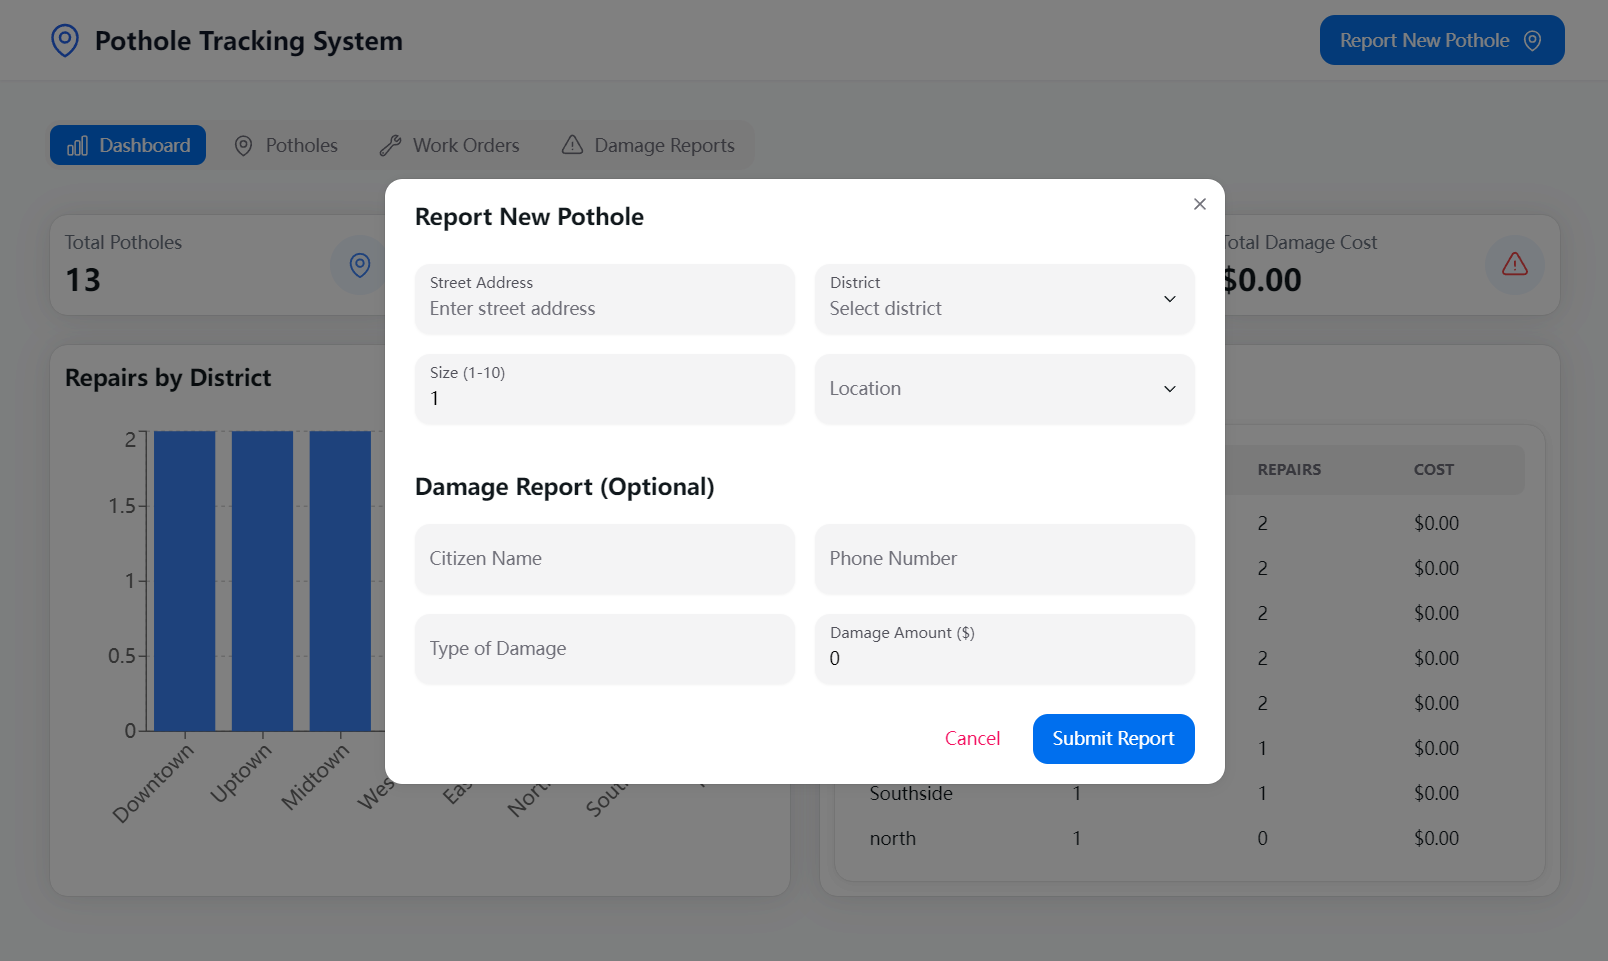 Pothole Tracking System
Report New Pothole
Dashboard
Potholes
Work Orders
Damage Reports
Total Potholes
13
Total Damage Cost
$0.00
Report New Pothole
Street Address
Enter street address
District
Select district
Size (1-10)
1
Location
Damage Report (Optional)
Citizen Name
Phone Number
Type of Damage
Damage Amount ($)
0
Cancel
Submit Report
Repairs by District
2
1.5
1
0.5
0
Downtown
Uptown
Midtown
REPAIRS COST
2 $0.00
2 $0.00
2 $0.00
2 $0.00
2 $0.00
1 $0.00
Southside 1 1 $0.00
north 1 0 $0.00